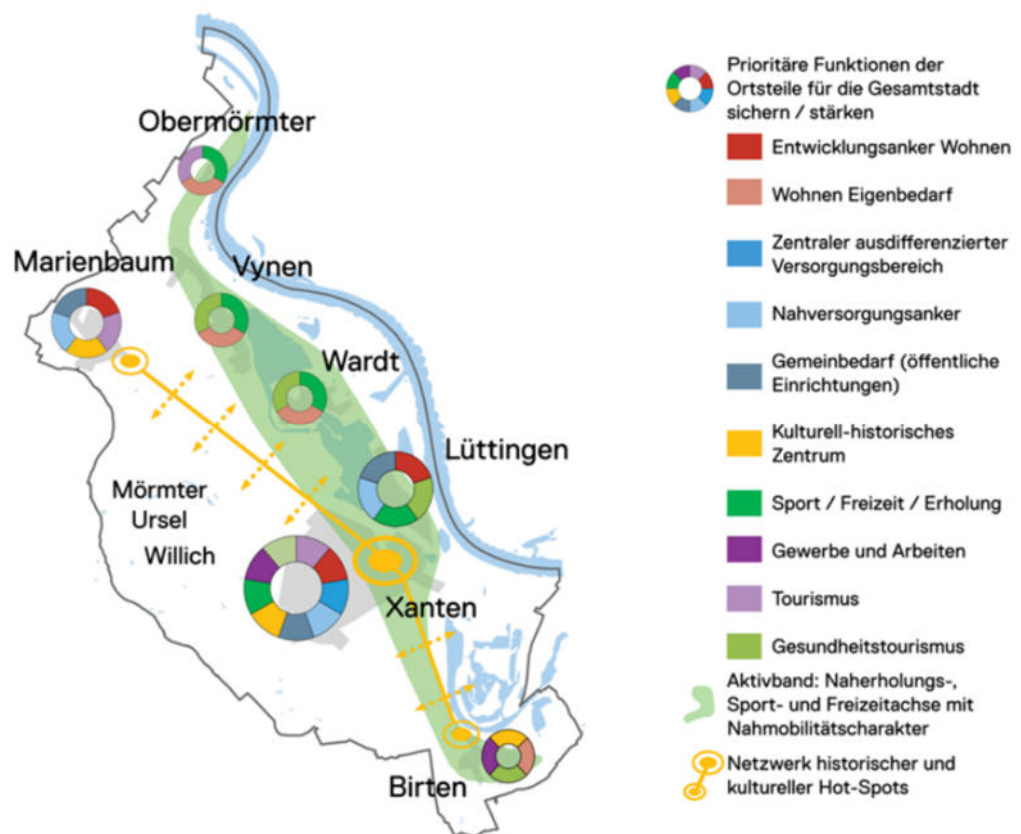 Obermörmter
Marienbaum
Vynen
Wardt
Lüttingen
Mörmter
Ursel
Willich
Xanten
Birten
Prioritäre Funktionen der
Ortsteile für die Gesamtstadt
sichern / stärken
Entwicklungsanker Wohnen
Wohnen Eigenbedarf
Zentraler ausdifferenzierter
Versorgungsbereich
Nahversorgungsanker
Gemeinbedarf (öffentliche
Einrichtungen)
Kulturell-historisches
Zentrum
Sport / Freizeit / Erholung
Gewerbe und Arbeiten
Tourismus
Gesundheitstourismus
Aktivband: Naherholungs-,
Sport- und Freizeitachse mit
Nahmobilitätscharakter
Netzwerk historischer und
kultureller Hot-Spots